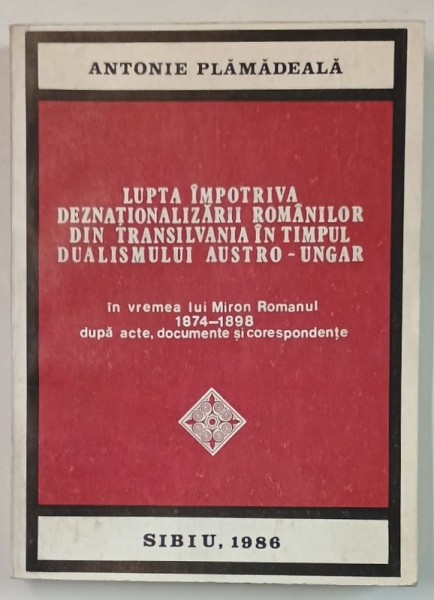 ANTONIE PLĂMĂDEALĂ
LUPTA ÎMPOTRIVA
DEZNAȚIONALIZĂRII ROMÂNILOR
DIN TRANSILVANIA ÎN TIMPUL
DUALISMULUI AUSTRO - UNGAR
în vremea lui Miron Romanul
1874—1898
după acte, documente și corespondențe
SIBIU, 1986